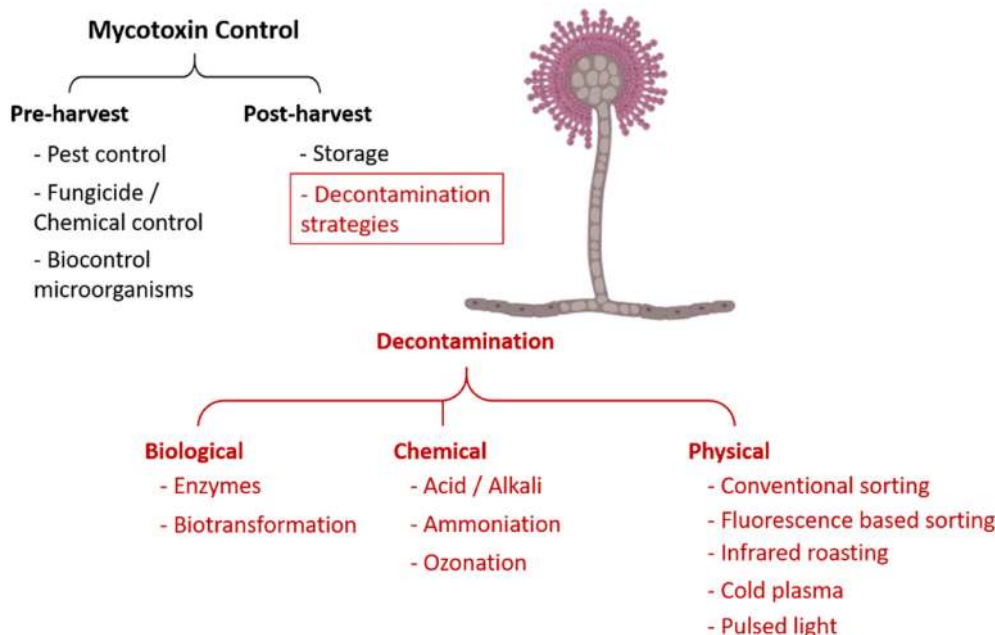 Mycotoxin Control
Pre-harvest
- Pest control
- Fungicide /
Chemical control
- Biocontrol
microorganisms
Post-harvest
- Storage
- Decontamination
strategies
Decontamination
Biological
- Enzymes
- Biotransformation
Chemical
- Acid / Alkali
- Ammoniation
- Ozonation
Physical
- Conventional sorting
- Fluorescence based sorting
- Infrared roasting
- Cold plasma
- Pulsed light